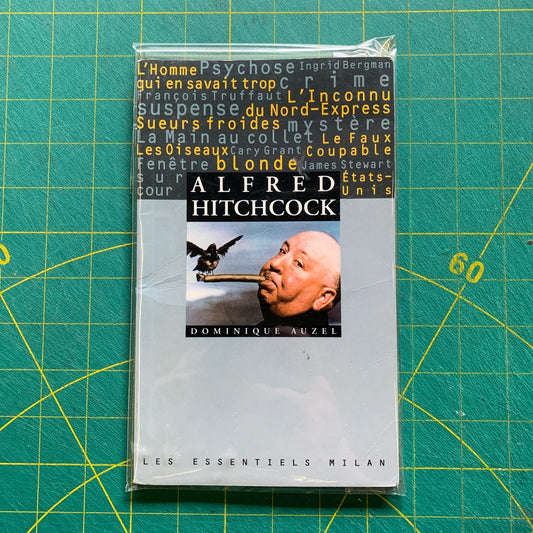 L'Homme Psychose Ingrid Bergman
qui en savait trop crime
François Truffaut L'Inconnu
suspense du Nord-Express
Sueurs froides mystère
La Main au collet Le Faux
Les Oiseaux Cary Grant Coupable
Fenêtre blonde James Stewart
sur États-
cour Unis
ALFRED
HITCHCOCK
DOMINIQUE AUZEL
LES ESSENTIELS MILAN
60